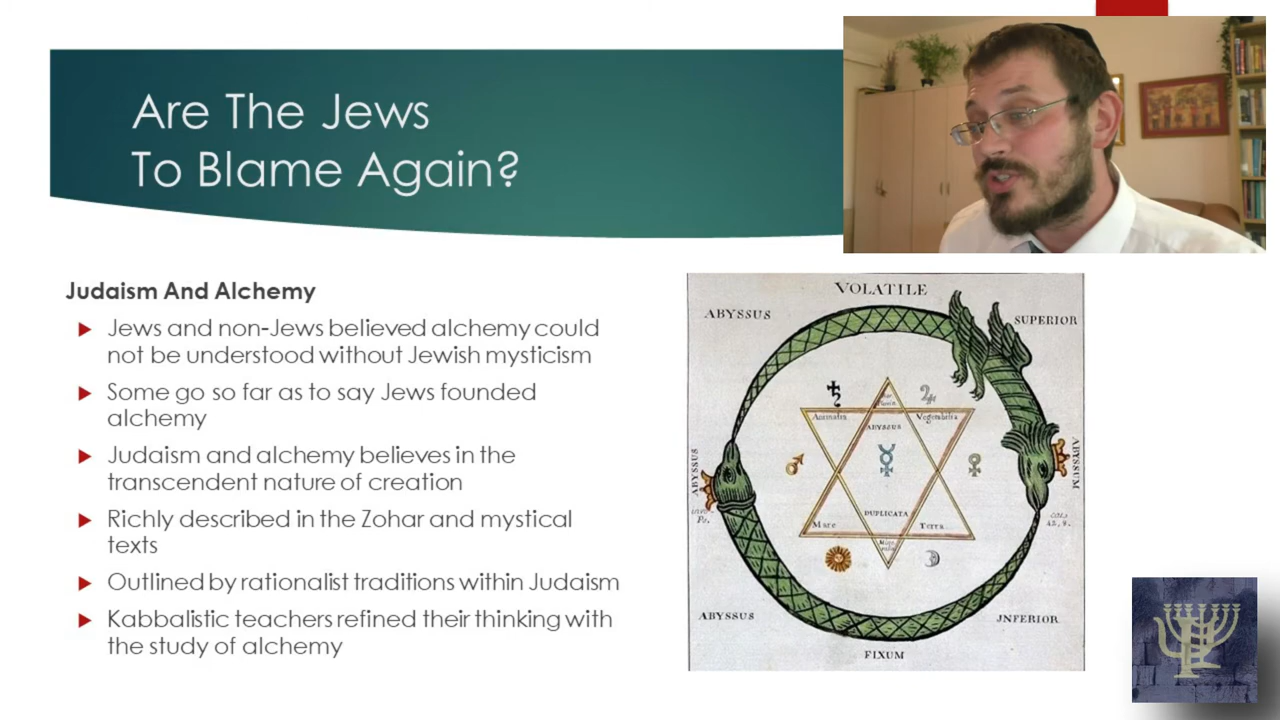 Are The Jews
To Blame Again?
Judaism And Alchemy
Jews and non-Jews believed alchemy could
not be understood without Jewish mysticism
Some go so far as to say Jews founded
alchemy
Judaism and alchemy believes in the
transcendent nature of creation
Richly described in the Zohar and mystical
texts
Outlined by rationalist traditions within Judaism
Kabbalistic teachers refined their thinking with
the study of alchemy
VOLATILE
ABYSSUS
SUPERIOR
Vegetabilia
ABYSSUS
ABYSSUS
ABYSSUM
DUPLICATA
Mare
Terra
ABYSSUS
INFERIOR
FIXUM